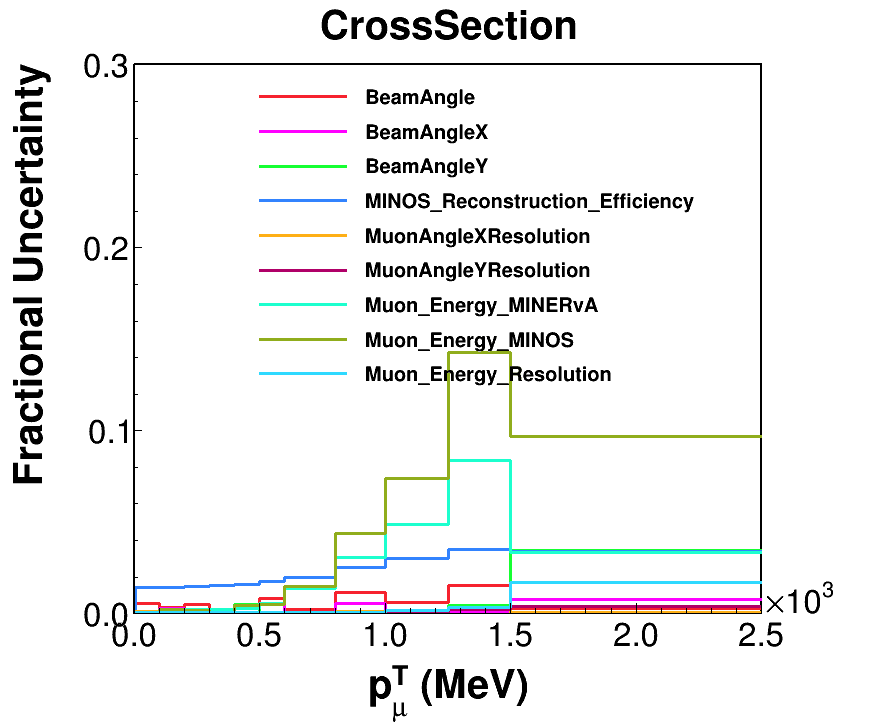 CrossSection
Fractional Uncertainty
0.3
0.2
0.1
0.0
BeamAngle
BeamAngleX
BeamAngleY
MINOS_Reconstruction_Efficiency
MuonAngleXResolution
MuonAngleYResolution
Muon_Energy_MINERvA
Muon_Energy_MINOS
Muon_Energy_Resolution
×10³
0.0 0.5 1.0 1.5 2.0 2.5
p_μ^T (MeV)